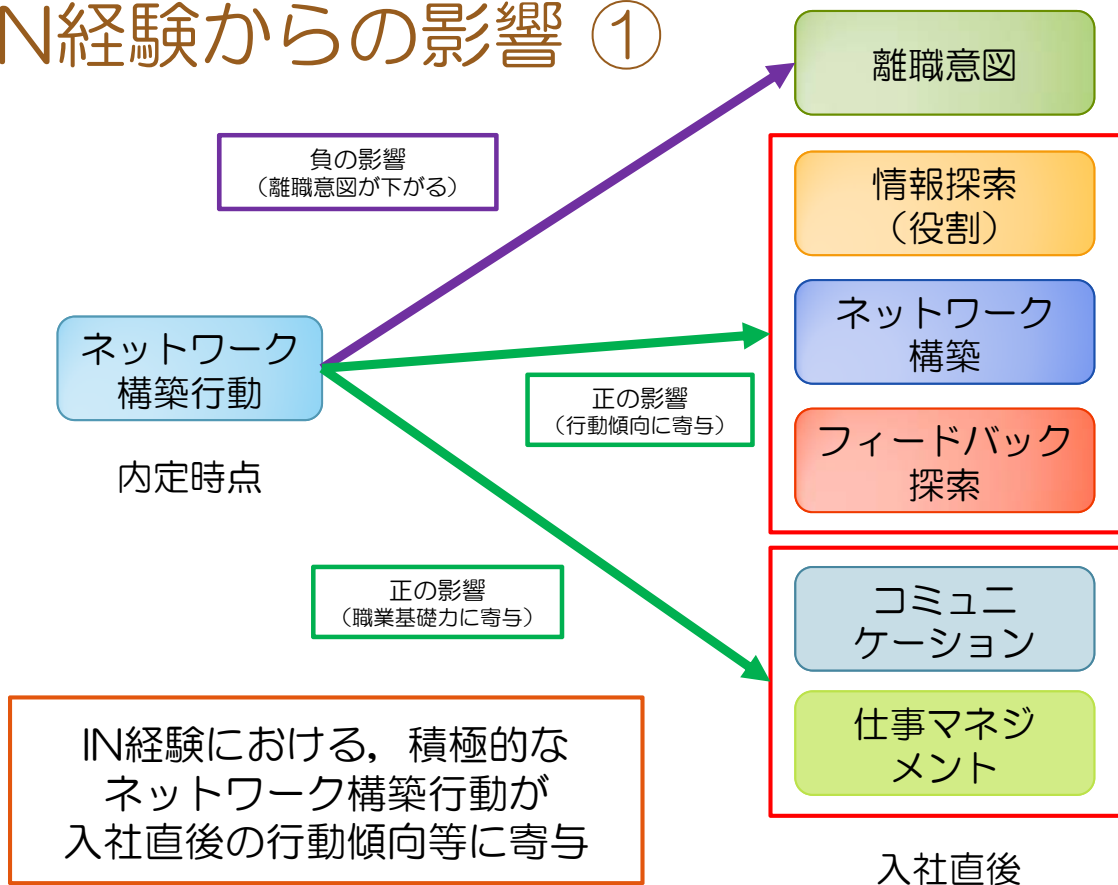 N経験からの影響 ①
離職意図
負の影響
（離職意図が下がる）
情報探索
（役割）
ネットワーク
構築
ネットワーク
構築行動
正の影響
（行動傾向に寄与）
フィードバック
探索
内定時点
正の影響
（職業基礎力に寄与）
コミュニ
ケーション
仕事マネジ
メント
IN経験における，積極的な
ネットワーク構築行動が
入社直後の行動傾向等に寄与
入社直後